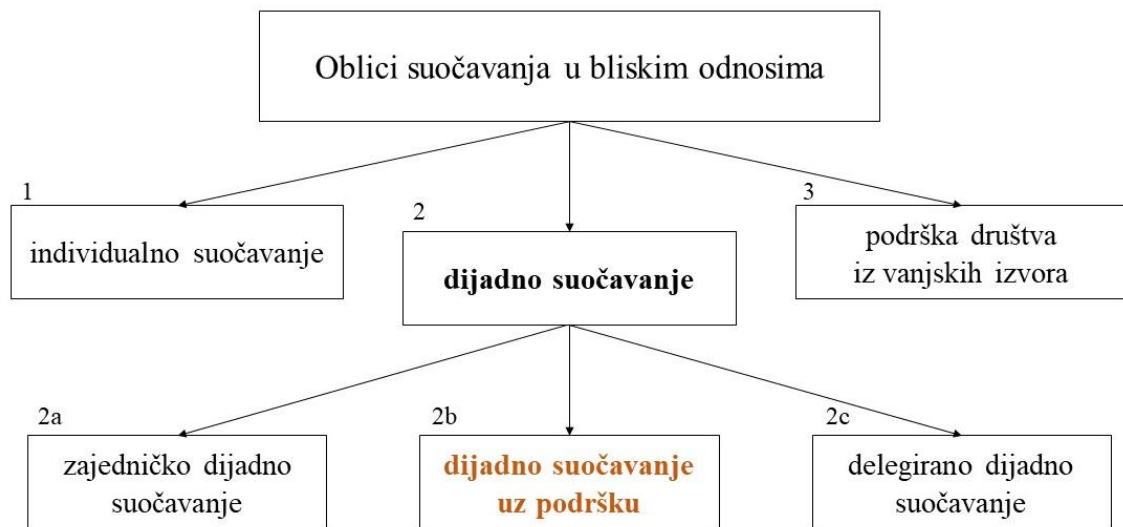 Oblici suočavanja u bliskim odnosima
1
individualno suočavanje
2
dijadno suočavanje
3
podrška društva
iz vanjskih izvora
2a
zajedničko dijadno
suočavanje
2b
dijadno suočavanje
uz podršku
2c
delegirano dijadno
suočavanje